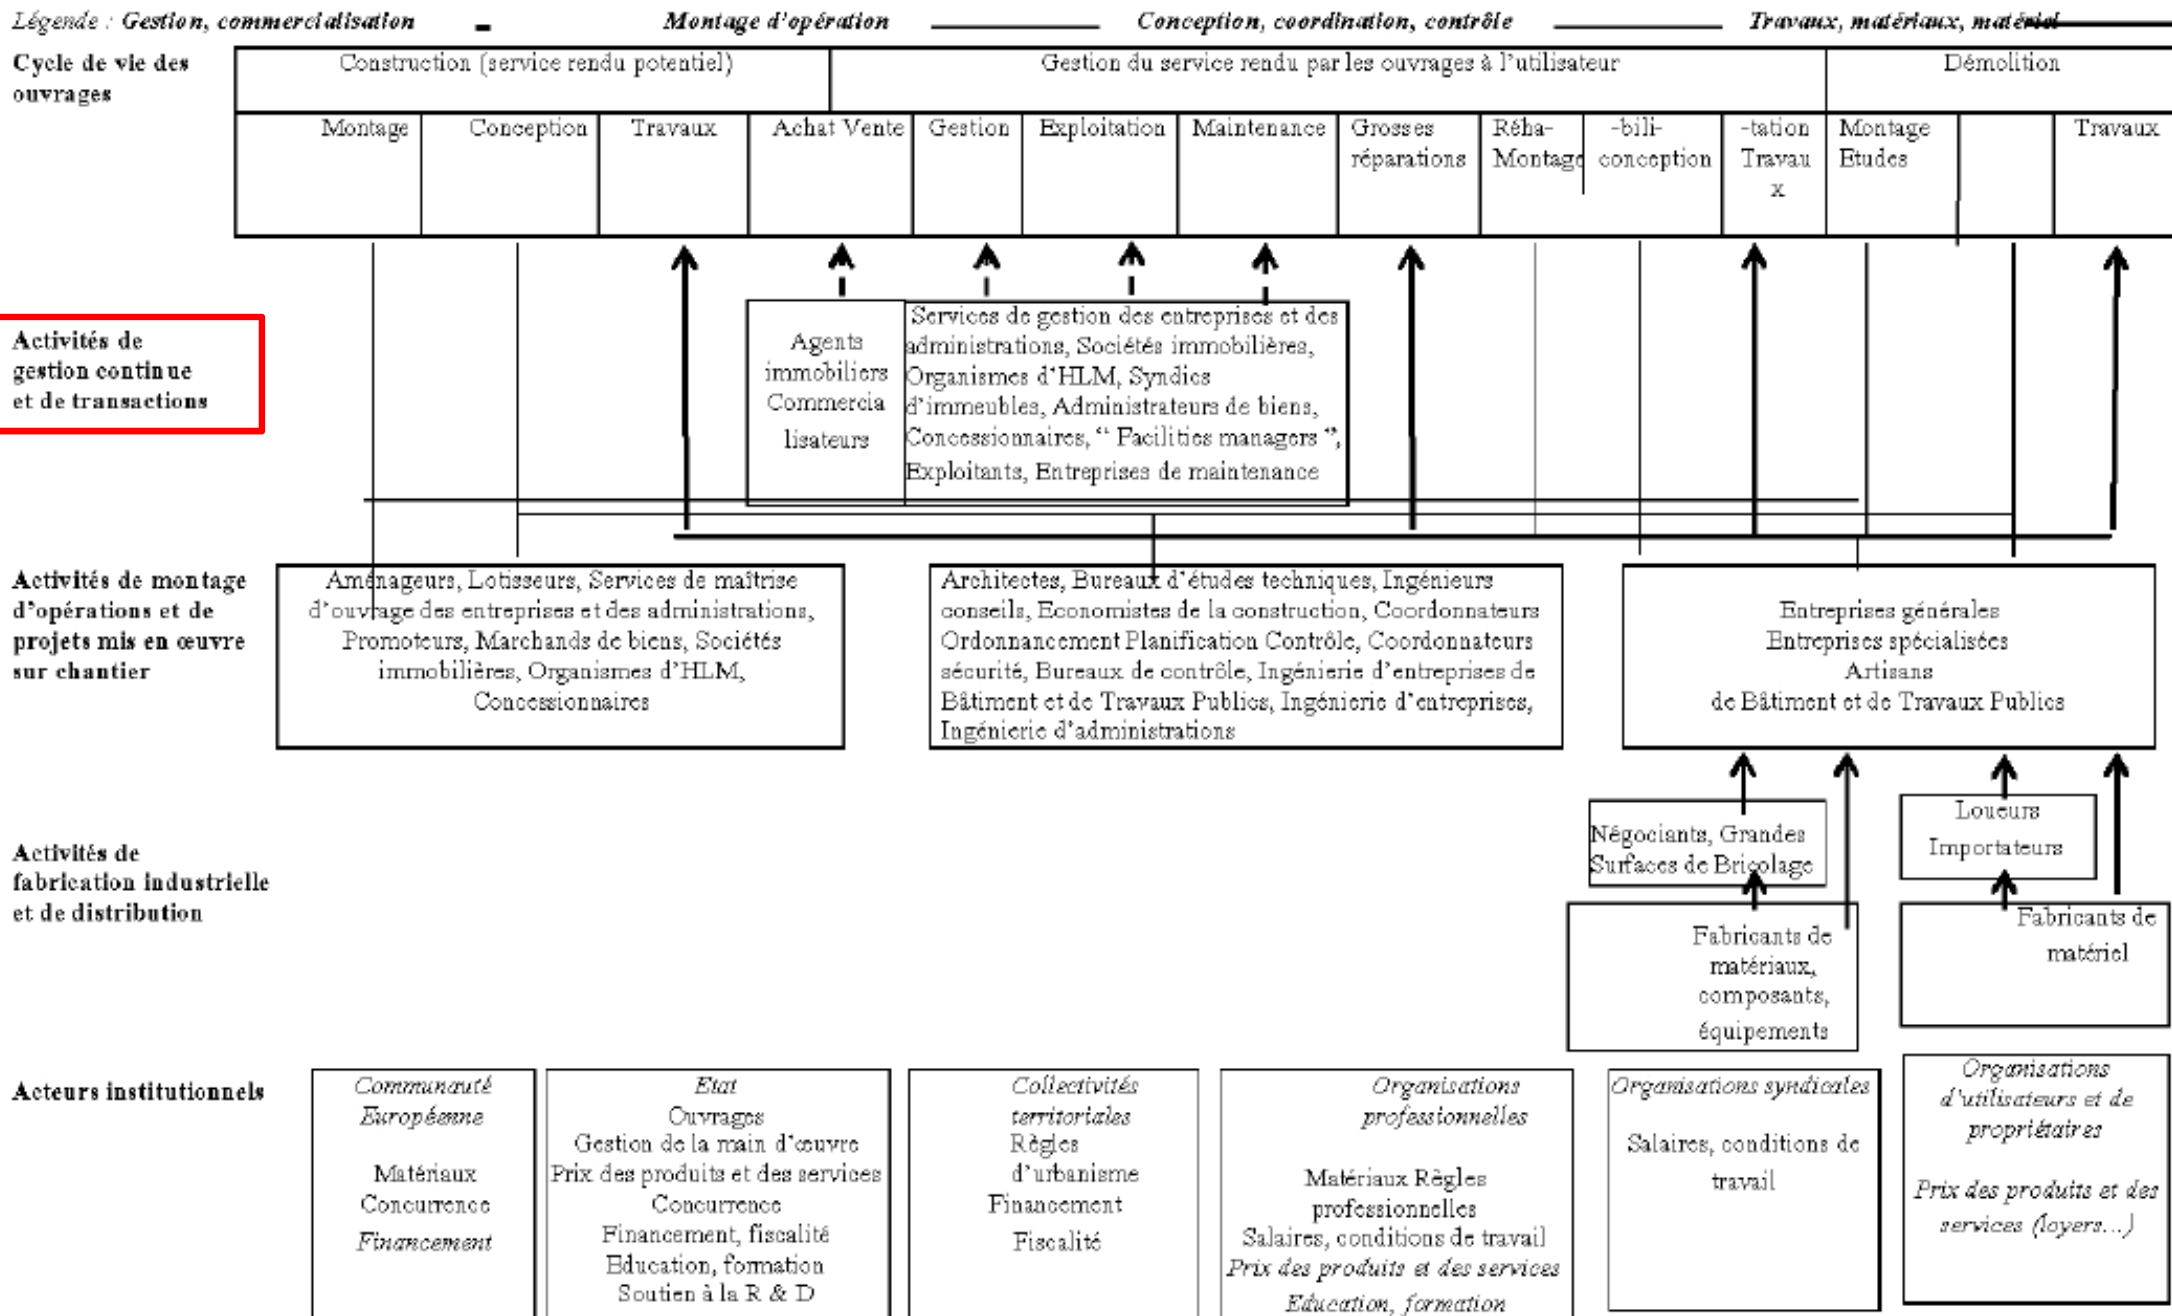 Légende : Gestion, commercialisation
Montage d'opération
Conception, coordination, contrôle
Travaux, matériaux, matériel
Cycle de vie des
ouvrages
Construction (service rendu potentiel)
Gestion du service rendu par les ouvrages à l'utilisateur
Démolition
Montage
Conception
Travaux
Achat Vente
Gestion
Exploitation
Maintenance
Grosses
réparations
Réha-
Montage
-bili-
conception
-tation
Travau
x
Montage
Etudes
Travaux
Activités de
gestion continue
et de transactions
Agents
immobiliers
Commercia
lisateurs
Services de gestion des entreprises et des
administrations, Sociétés immobilières,
Organismes d'HLM, Syndics
d'immeubles, Administrateurs de biens,
Concessionnaires, “ Facilities managers ”,
Exploitants, Entreprises de maintenance
Activités de montage
d'opérations et de
projets mis en œuvre
sur chantier
Aménageurs, Lotisseurs, Services de maîtrise
d'ouvrage des entreprises et des administrations,
Promoteurs, Marchands de biens, Sociétés
immobilières, Organismes d'HLM,
Concessionnaires
Architectes, Bureaux d'études techniques, Ingénieurs
conseils, Economistes de la construction, Coordonnateurs
Ordonnancement Planification Contrôle, Coordonnateurs
sécurité, Bureaux de contrôle, Ingénierie d'entreprises de
Bâtiment et de Travaux Publics, Ingénierie d'entreprises,
Ingénierie d'administrations
Entreprises générales
Entreprises spécialisées
Artisans
de Bâtiment et de Travaux Publics
Activités de
fabrication industrielle
et de distribution
Négociants, Grandes
Surfaces de Bricolage
Loueurs
Importateurs
Fabricants de
matériaux,
composants,
équipements
Fabricants de
matériel
Acteurs institutionnels
Communauté
Européenne
Matériaux
Concurrence
Financement
Etat
Ouvrages
Gestion de la main d'œuvre
Prix des produits et des services
Concurrence
Financement, fiscalité
Education, formation
Soutien à la R & D
Collectivités
territoriales
Règles
d'urbanisme
Financement
Fiscalité
Organisations
professionnelles
Matériaux Règles
professionnelles
Salaires, conditions de travail
Prix des produits et des services
Education, formation
Organisations syndicales
Salaires, conditions de
travail
Organisations
d'utilisateurs et de
propriétaires
Prix des produits et des
services (loyers...)